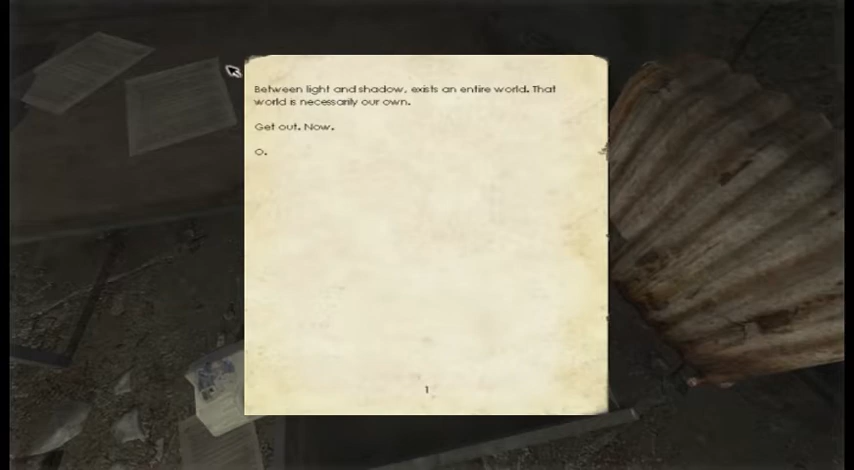 Between light and shadow, exists an entire world. That
world is necessarily our own.
Get out. Now.
O.
1